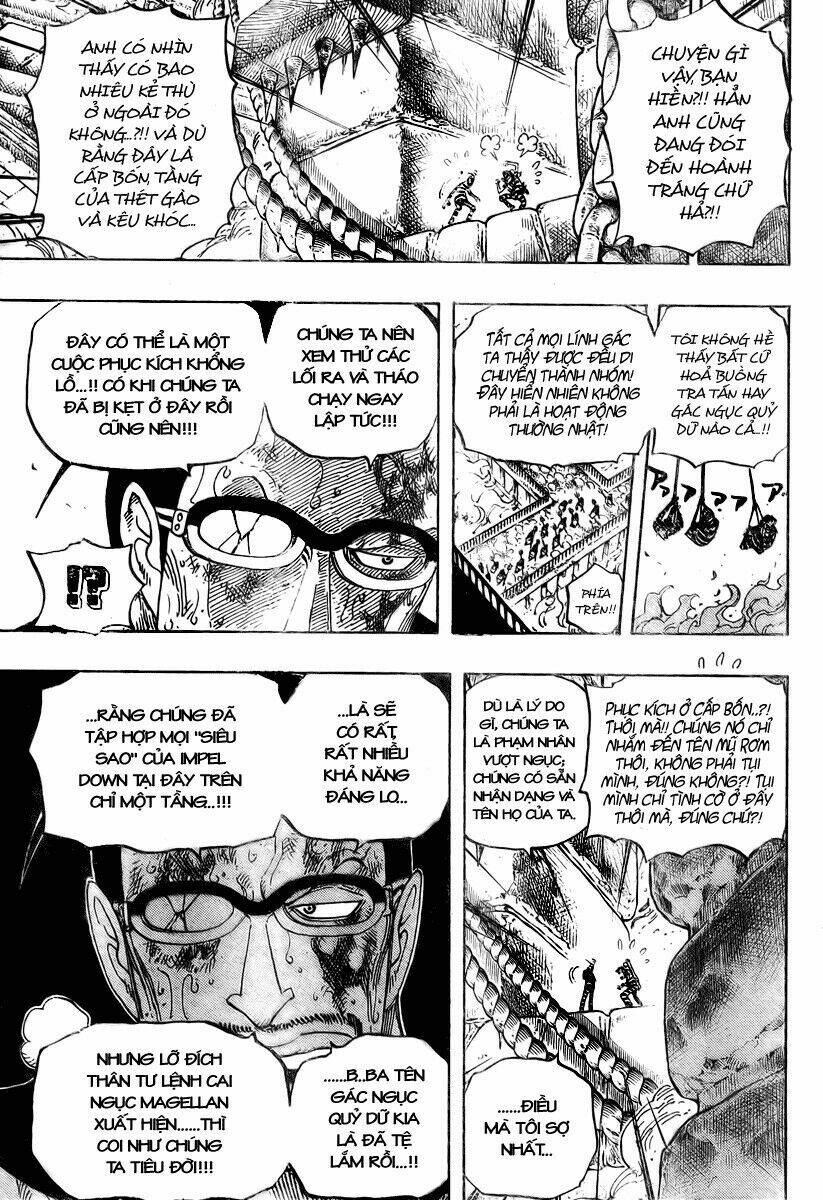 CHUYỆN GÌ
VẬY, BẠN
HIỀN?!! HẲN
ANH CŨNG
ĐANG ĐÓI
ĐẾN HOÀNH
TRÁNG CHỨ
HẢ?!!
ANH CÓ NHÌN
THẤY CÓ BAO
NHIÊU KẺ THÙ
Ở NGOÀI ĐÓ
KHÔNG..?!! VÀ DÙ
RẰNG ĐÂY LÀ
CẤP BỐN, TẦNG
CỦA THÉT GÀO
VÀ KÊU KHÓC...
TÔI KHÔNG HỀ
THẤY BẤT CỨ
HOẢ BUỒNG
TRA TẤN HAY
GÁC NGỤC QUỶ
DỮ NÀO CẢ..!!
ア ア ?ア ア
TẤT CẢ MỌI LÍNH GÁC
TA THẤY ĐƯỢC ĐỀU DI
CHUYỂN THÀNH NHÓM!
ĐÂY HIỂN NHIÊN KHÔNG
PHẢI LÀ HOẠT ĐỘNG
THƯỜNG NHẬT!
PHÍA
TRÊN!!
CHÚNG TA NÊN
XEM THỬ CÁC
LỐI RA VÀ THÁO
CHẠY NGAY
LẬP TỨC!!!
ĐÂY CÓ THỂ LÀ MỘT
CUỘC PHỤC KÍCH KHỔNG
LỒ...!! CÓ KHI CHÚNG TA
ĐÃ BỊ KẸT Ở ĐÂY RỒI
CŨNG NÊN!!!
!?
PHỤC KÍCH Ở CẤP BỐN..?!
THÔI MÀ!! CHÚNG NÓ CHỈ
NHẮM ĐẾN TÊN MŨ RƠM
THÔI, KHÔNG PHẢI TỤI
MÌNH, ĐÚNG KHÔNG?! TỤI
MÌNH CHỈ TÌNH CỜ Ở ĐẤY
THÔI MÀ, ĐÚNG CHỨ?!
DÙ LÀ LÝ DO
GÌ, CHÚNG TA
LÀ PHẠM NHÂN
VƯỢT NGỤC;
CHÚNG CÓ SẴN
NHẬN DẠNG VÀ
TÊN HỌ CỦA TA.
......ĐIỀU
MÀ TÔI SỢ
NHẤT...
...LÀ SẼ
CÓ RẤT,
RẤT NHIỀU
KHẢ NĂNG
ĐÁNG LO...
...RẰNG CHÚNG ĐÃ
TẬP HỢP MỌI "SIÊU
SAO" CỦA IMPEL
DOWN TẠI ĐÂY TRÊN
CHỈ MỘT TẦNG..!!!
......B..BA TÊN
GÁC NGỤC
QUỶ DỮ KIA
LÀ ĐÃ TỆ
LẮM RỒI...!!
NHƯNG LỠ ĐÍCH
THÂN TƯ LỆNH CAI
NGỤC MAGELLAN
XUẤT HIỆN......THÌ
COI NHƯ CHÚNG
TA TIÊU ĐỜI!!!